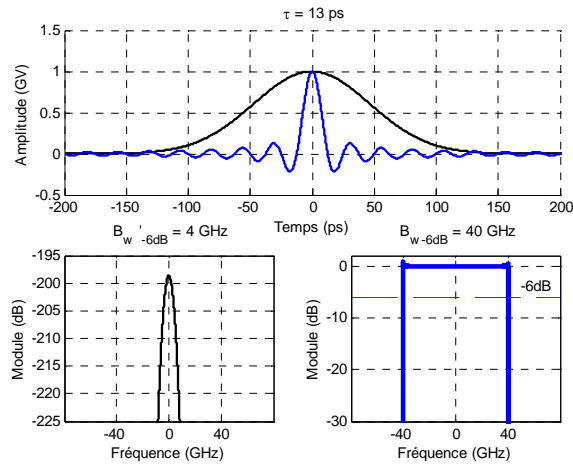 τ = 13 ps
Amplitude (GV)
1.5
1
0.5
0
-0.5
-200 -150 -100 -50 0 50 100 150 200
Temps (ps)
B_w'_-6dB = 4 GHz
B_w-6dB = 40 GHz
Module (dB)
-195
-200
-205
-210
-215
-220
-225
-40 0 40
Fréquence (GHz)
Module (dB)
0
-10
-20
-30
-6dB
-40 0 40
Fréquence (GHz)